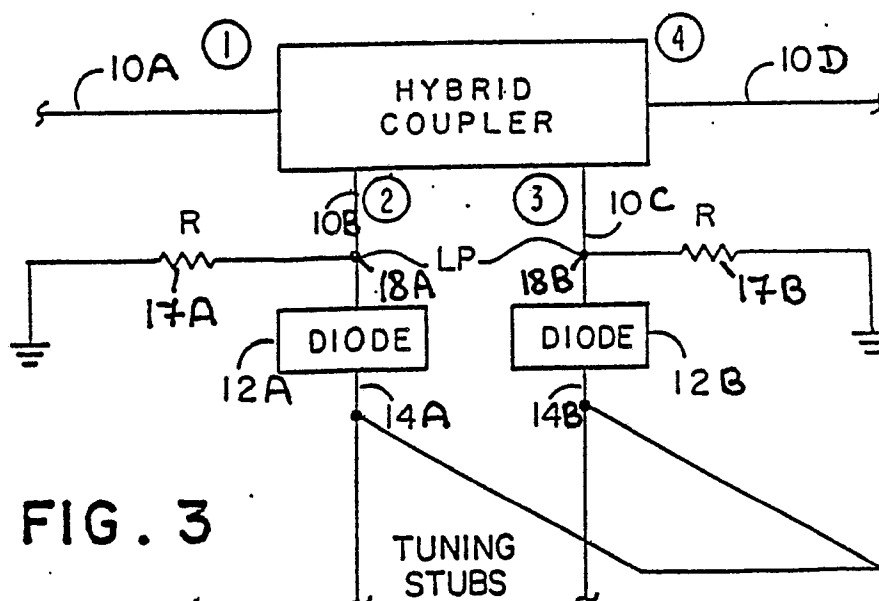 1
4
10A
10D
HYBRID
COUPLER
2
3
10B
10C
R
R
LP
18A
18B
17A
17B
DIODE
DIODE
12A
12B
14A
14B
FIG. 3
TUNING
STUBS